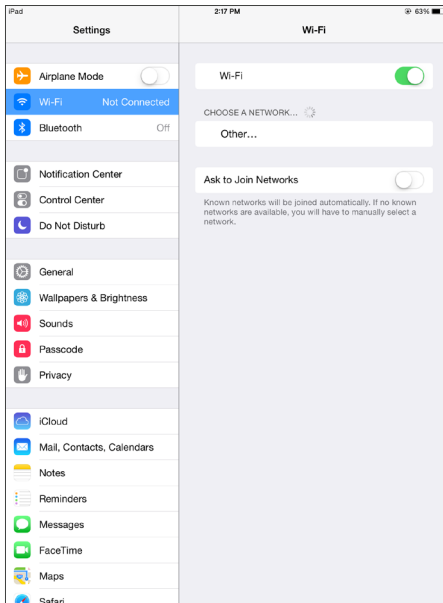 iPad 2:17 PM 63%
Settings
Wi-Fi
Airplane Mode
Wi-Fi Not Connected
Bluetooth Off
Notification Center
Control Center
Do Not Disturb
General
Wallpapers & Brightness
Sounds
Passcode
Privacy
iCloud
Mail, Contacts, Calendars
Notes
Reminders
Messages
FaceTime
Maps
Safari
Wi-Fi
CHOOSE A NETWORK...
Other...
Ask to Join Networks
Known networks will be joined automatically. If no known
networks are available, you will have to manually select a
network.